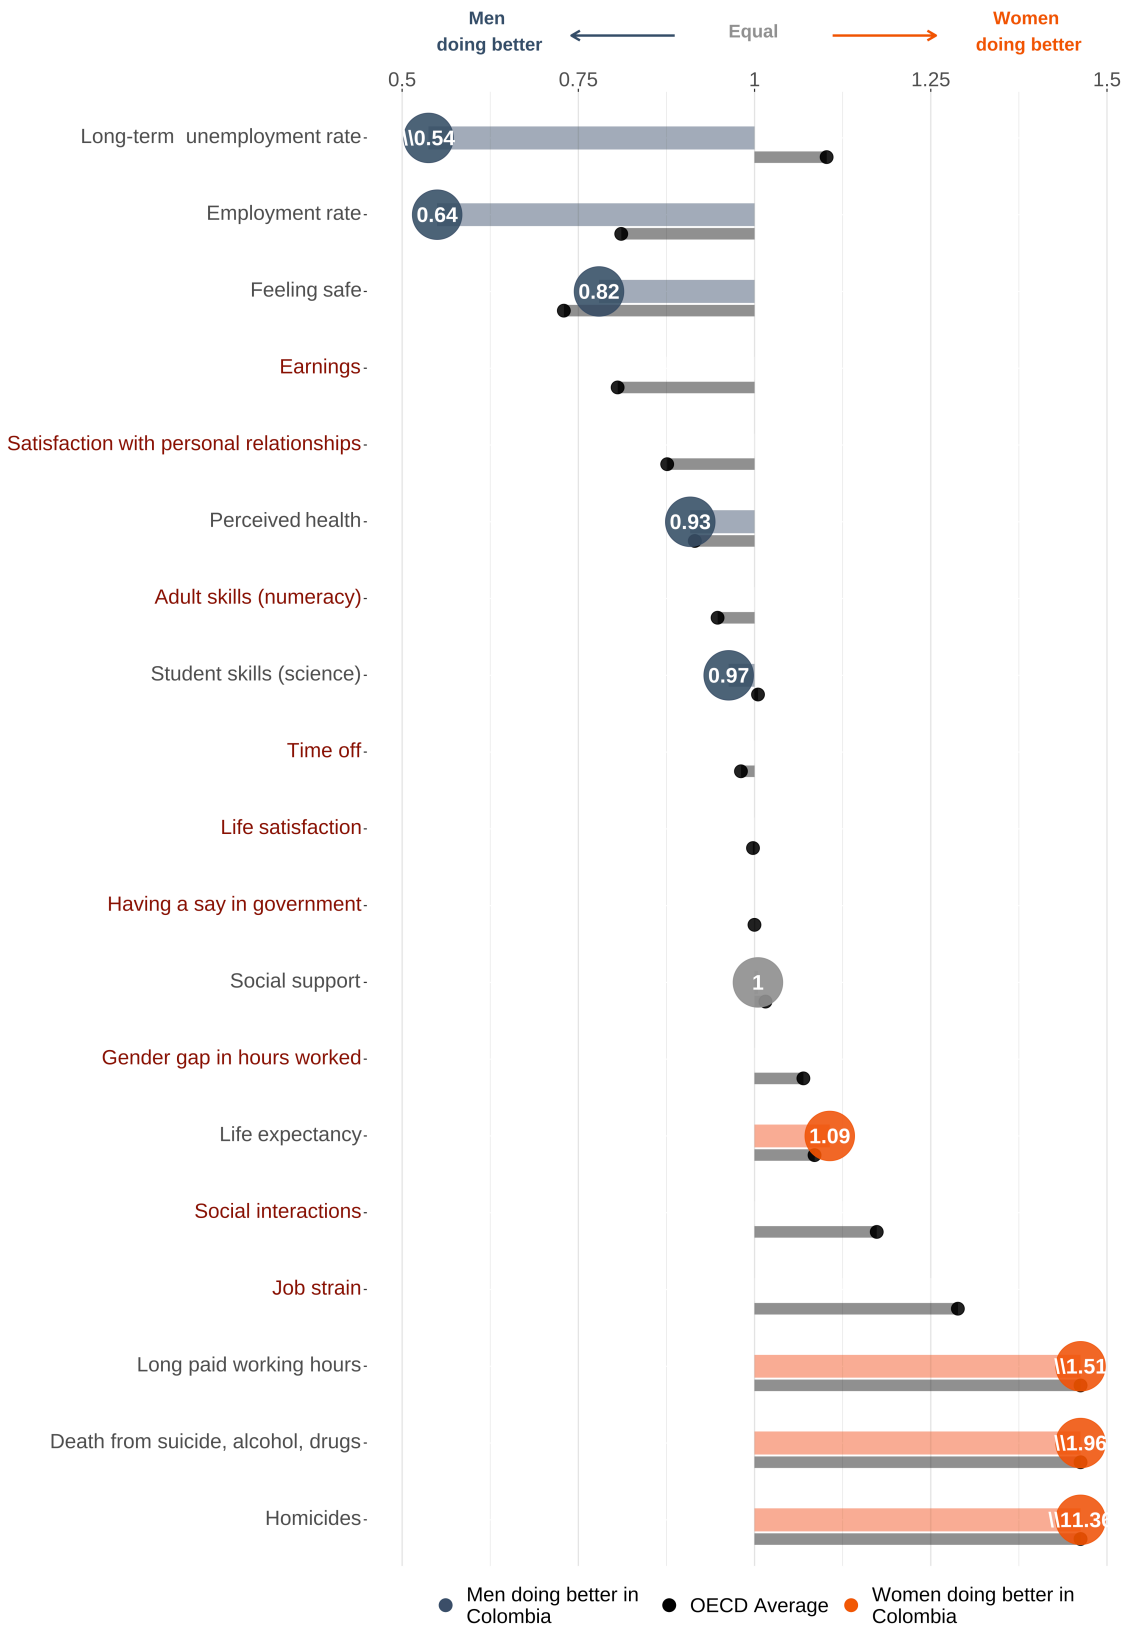 Men
doing better
Equal
Women
doing better
0.5 0.75 1 1.25 1.5
Long-term unemployment rate
\\0.54
Employment rate
0.64
Feeling safe
0.82
Earnings
Satisfaction with personal relationships
Perceived health
0.93
Adult skills (numeracy)
Student skills (science)
0.97
Time off
Life satisfaction
Having a say in government
Social support
1
Gender gap in hours worked
Life expectancy
1.09
Social interactions
Job strain
Long paid working hours
\\1.51
Death from suicide, alcohol, drugs
\\1.96
Homicides
\\11.36
Men doing better in
Colombia
OECD Average
Women doing better in
Colombia